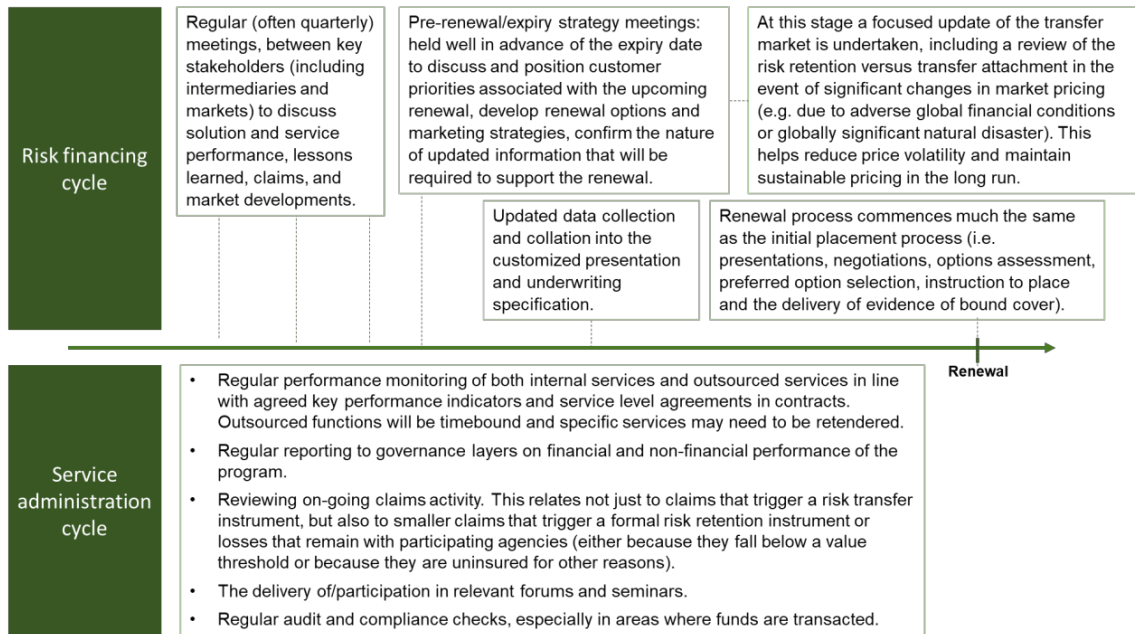 Risk financing
cycle
Regular (often quarterly)
meetings, between key
stakeholders (including
intermediaries and
markets) to discuss
solution and service
performance, lessons
learned, claims, and
market developments.
Pre-renewal/expiry strategy meetings:
held well in advance of the expiry date
to discuss and position customer
priorities associated with the upcoming
renewal, develop renewal options and
marketing strategies, confirm the nature
of updated information that will be
required to support the renewal.
At this stage a focused update of the transfer
market is undertaken, including a review of the
risk retention versus transfer attachment in the
event of significant changes in market pricing
(e.g. due to adverse global financial conditions
or globally significant natural disaster). This
helps reduce price volatility and maintain
sustainable pricing in the long run.
Updated data collection
and collation into the
customized presentation
and underwriting
specification.
Renewal process commences much the same
as the initial placement process (i.e.
presentations, negotiations, options assessment,
preferred option selection, instruction to place
and the delivery of evidence of bound cover).
Renewal
Service
administration
cycle
• Regular performance monitoring of both internal services and outsourced services in line
with agreed key performance indicators and service level agreements in contracts.
Outsourced functions will be timebound and specific services may need to be retendered.
• Regular reporting to governance layers on financial and non-financial performance of the
program.
• Reviewing on-going claims activity. This relates not just to claims that trigger a risk transfer
instrument, but also to smaller claims that trigger a formal risk retention instrument or
losses that remain with participating agencies (either because they fall below a value
threshold or because they are uninsured for other reasons).
• The delivery of/participation in relevant forums and seminars.
• Regular audit and compliance checks, especially in areas where funds are transacted.